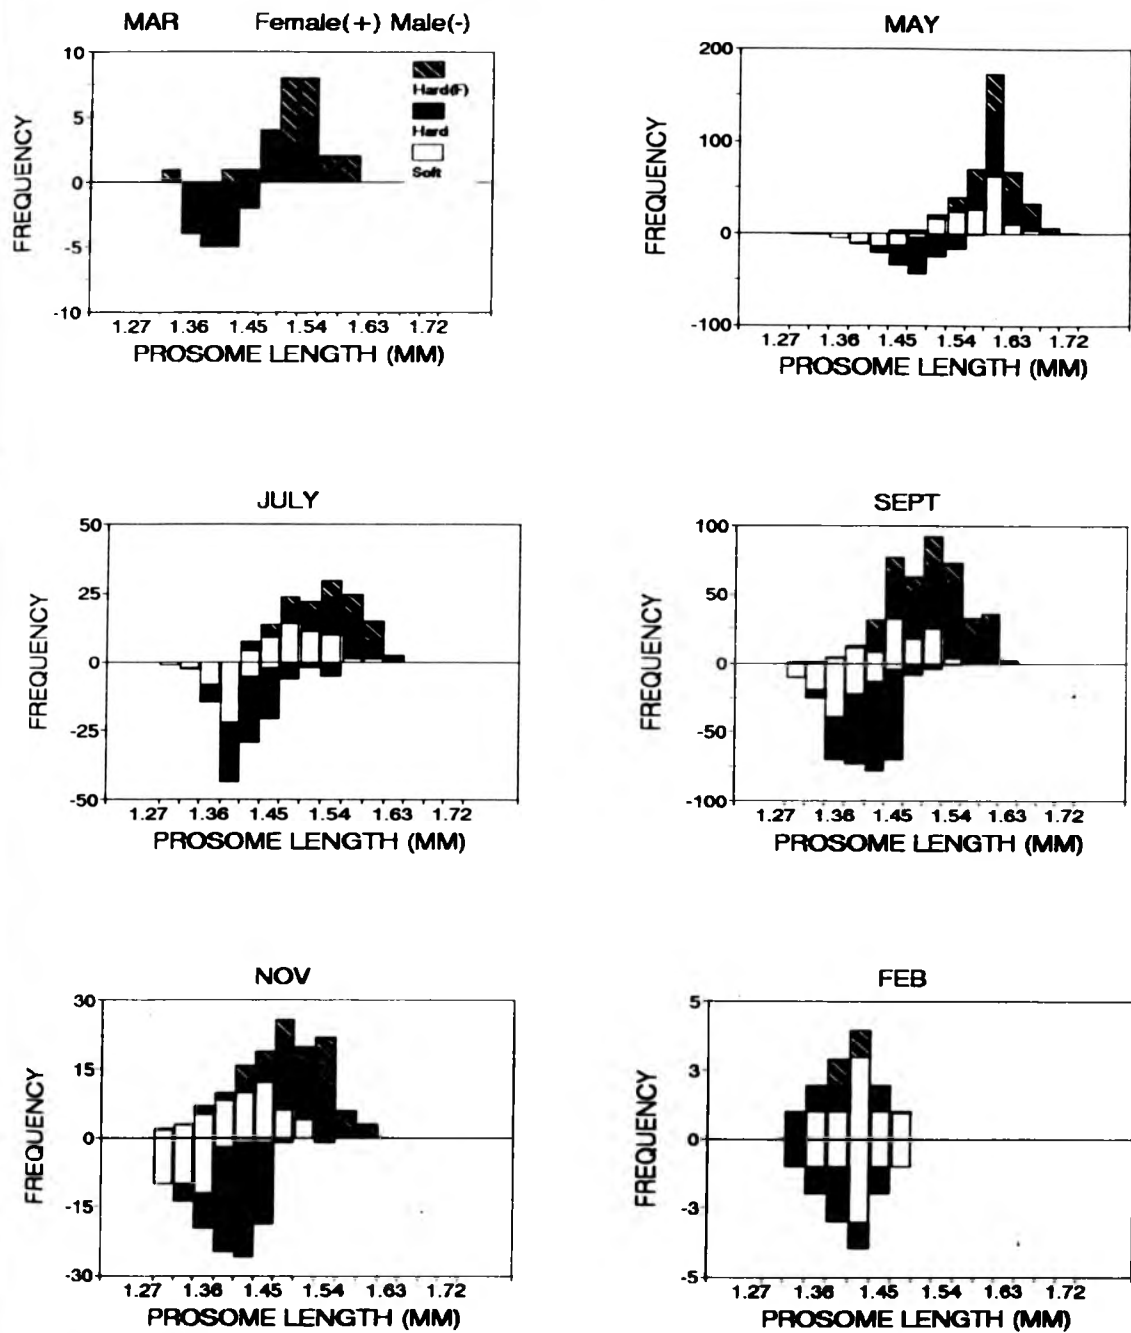 MAR Female(+) Male(-)
10
5
0
-5
-10
FREQUENCY
Hard(F)
Hard
Soft
1.27 1.36 1.45 1.54 1.63 1.72
PROSOME LENGTH (MM)
MAY
200
100
0
-100
FREQUENCY
1.27 1.36 1.45 1.54 1.63 1.72
PROSOME LENGTH (MM)
JULY
50
25
0
-25
-50
FREQUENCY
1.27 1.36 1.45 1.54 1.63 1.72
PROSOME LENGTH (MM)
SEPT
100
50
0
-50
-100
FREQUENCY
1.27 1.36 1.45 1.54 1.63 1.72
PROSOME LENGTH (MM)
NOV
30
15
0
-15
-30
FREQUENCY
1.27 1.36 1.45 1.54 1.63 1.72
PROSOME LENGTH (MM)
FEB
5
3
0
-3
-5
FREQUENCY
1.27 1.36 1.45 1.54 1.63 1.72
PROSOME LENGTH (MM)